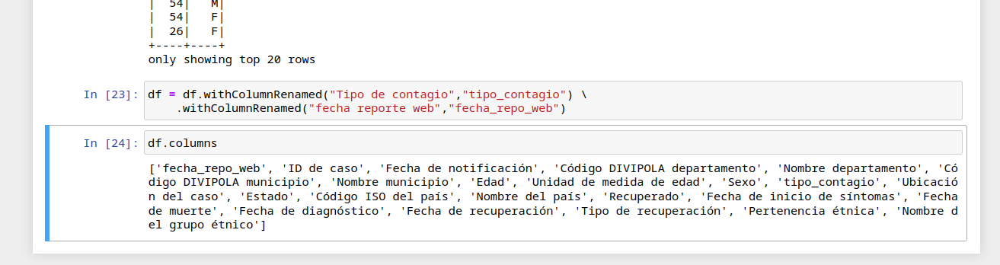 |  54|   M|
|  54|   F|
|  26|   F|
+----+----+
only showing top 20 rows
In [23]: df = df.withColumnRenamed("Tipo de contagio","tipo_contagio") \
    .withColumnRenamed("fecha reporte web","fecha_repo_web")
In [24]: df.columns
['fecha_repo_web', 'ID de caso', 'Fecha de notificación', 'Código DIVIPOLA departamento', 'Nombre departamento', 'Có
digo DIVIPOLA municipio', 'Nombre municipio', 'Edad', 'Unidad de medida de edad', 'Sexo', 'tipo_contagio', 'Ubicació
n del caso', 'Estado', 'Código ISO del país', 'Nombre del país', 'Recuperado', 'Fecha de inicio de síntomas', 'Fecha
de muerte', 'Fecha de diagnóstico', 'Fecha de recuperación', 'Tipo de recuperación', 'Pertenencia étnica', 'Nombre d
el grupo étnico']